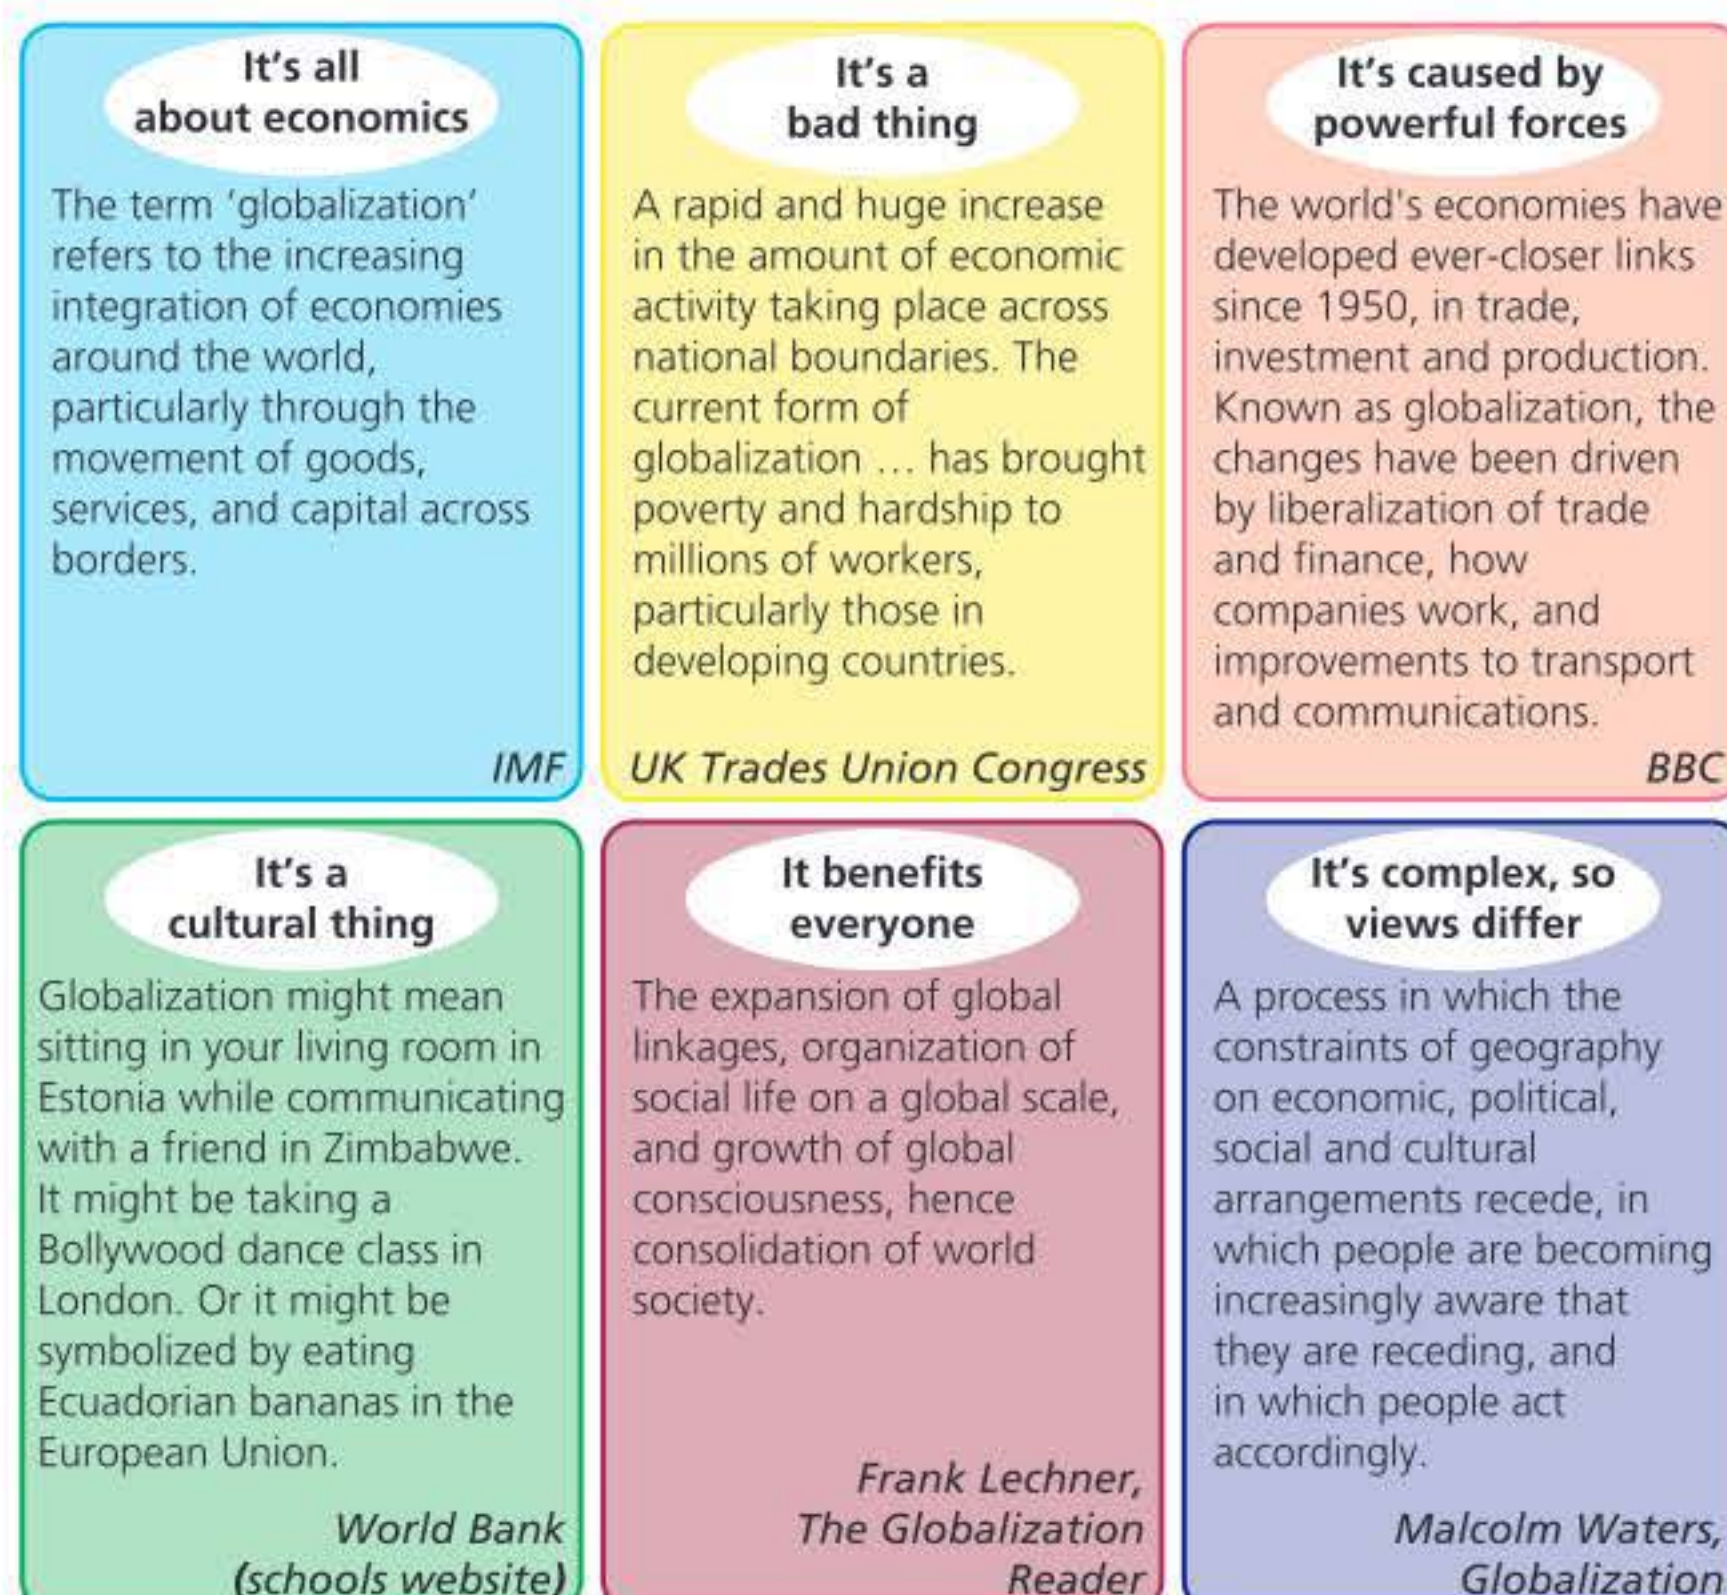 It's all
about economics
The term 'globalization'
refers to the increasing
integration of economies
around the world,
particularly through the
movement of goods,
services, and capital across
borders.
IMF
It's a
bad thing
A rapid and huge increase
in the amount of economic
activity taking place across
national boundaries. The
current form of
globalization ... has brought
poverty and hardship to
millions of workers,
particularly those in
developing countries.
UK Trades Union Congress
It's caused by
powerful forces
The world's economies have
developed ever-closer links
since 1950, in trade,
investment and production.
Known as globalization, the
changes have been driven
by liberalization of trade
and finance, how
companies work, and
improvements to transport
and communications.
BBC
It's a
cultural thing
Globalization might mean
sitting in your living room in
Estonia while communicating
with a friend in Zimbabwe.
It might be taking a
Bollywood dance class in
London. Or it might be
symbolized by eating
Ecuadorian bananas in the
European Union.
World Bank
(schools website)
It benefits
everyone
The expansion of global
linkages, organization of
social life on a global scale,
and growth of global
consciousness, hence
consolidation of world
society.
Frank Lechner,
The Globalization
Reader
It's complex, so
views differ
A process in which the
constraints of geography
on economic, political,
social and cultural
arrangements recede, in
which people are becoming
increasingly aware that
they are receding, and
in which people act
accordingly.
Malcolm Waters,
Globalization